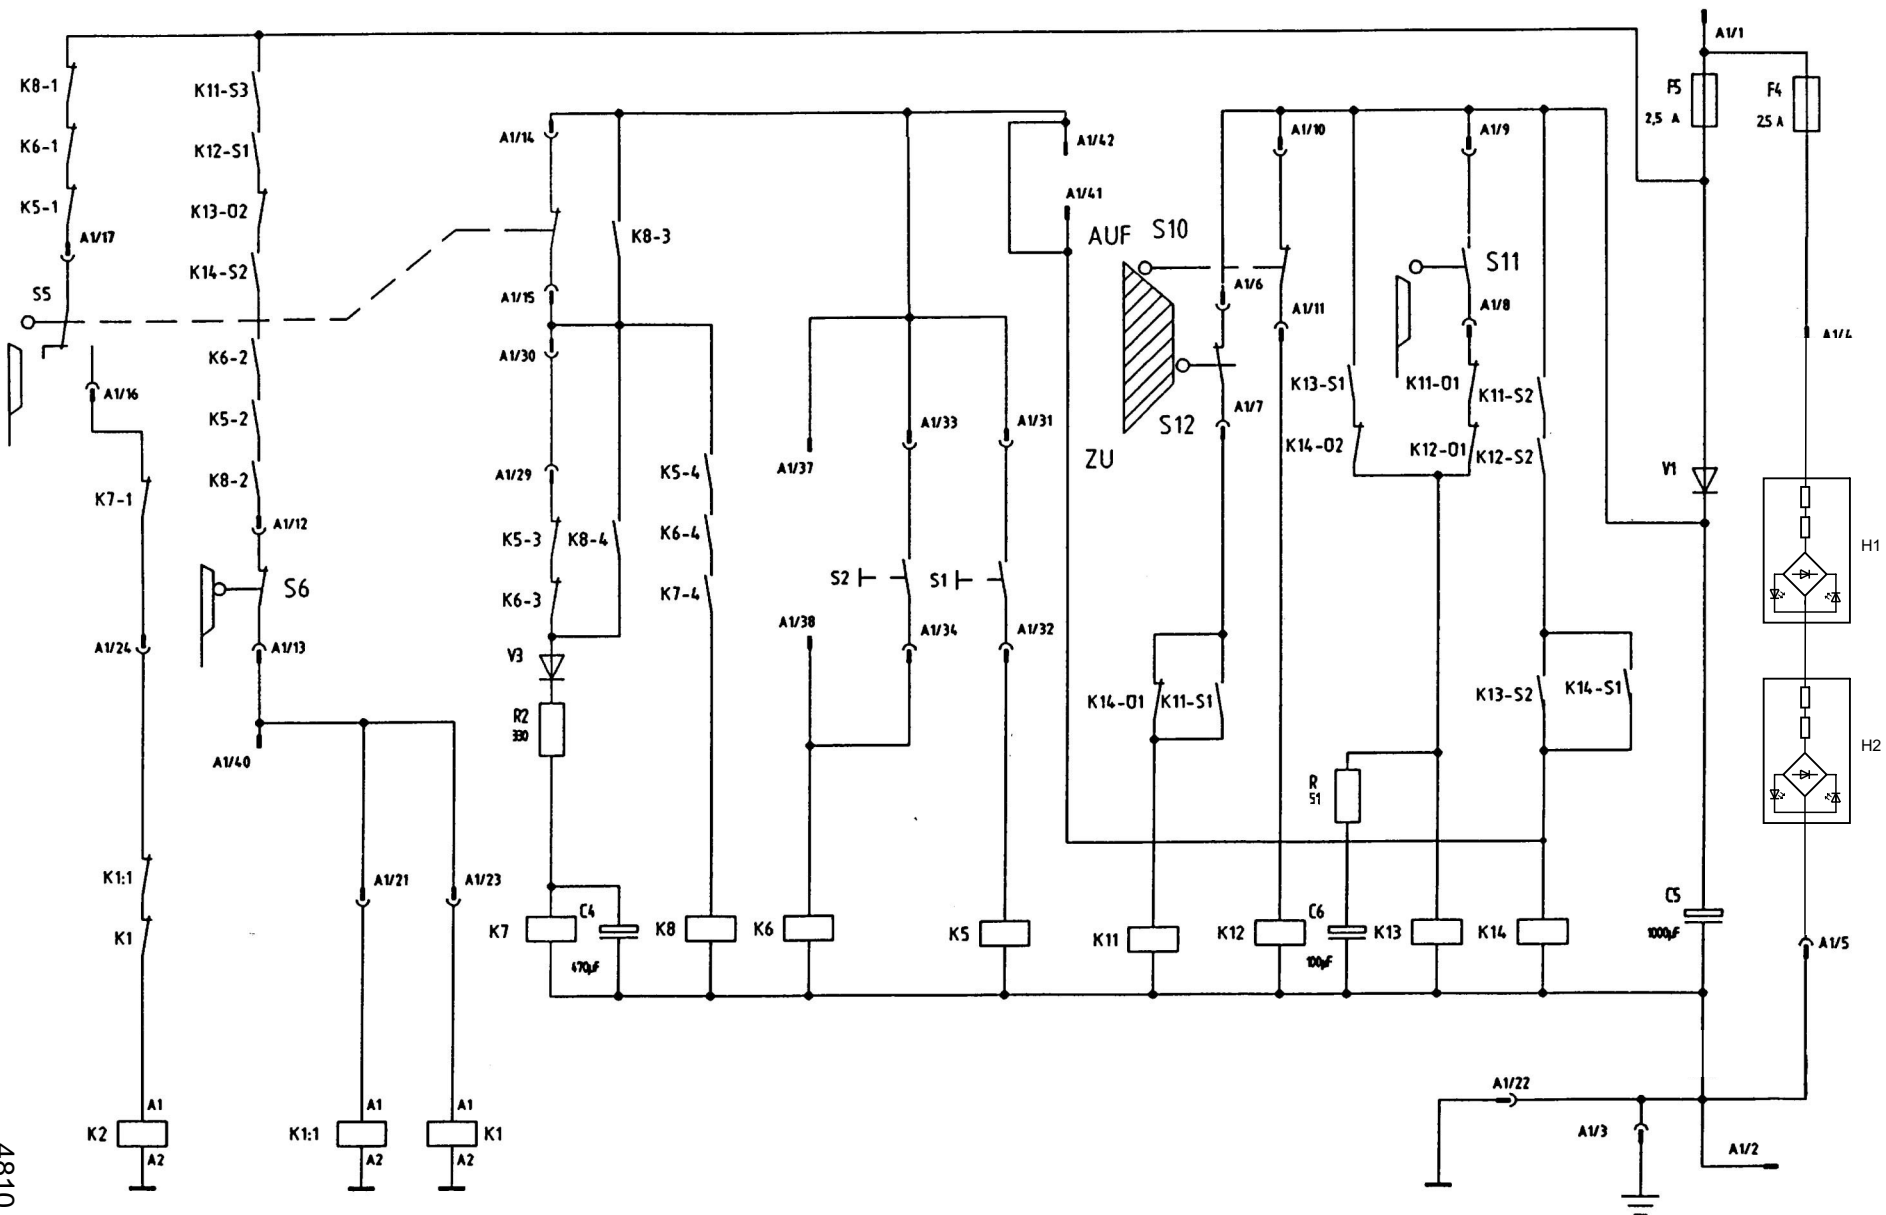 A1/1
K8-1
K11-S3
F5
F4
2,5 A
25 A
A1/14
A1/42
A1/10
A1/9
K6-1
K12-S1
K5-1
K13-02
A1/41
A1/17
K8-3
AUF
S10
K14-S2
S11
S5
A1/15
A1/6
A1/11
A1/8
A1/4
K6-2
A1/30
A1/16
K13-S1
K11-01
K11-S2
K5-2
A1/33
A1/31
S12
A1/7
K14-02
K12-01
K12-S2
ZU
K8-2
A1/29
K5-4
A1/37
V1
K7-1
A1/12
K5-3
K8-4
K6-4
H1
S6
K6-3
K7-4
S2
S1
A1/24
A1/13
V3
A1/38
A1/34
A1/32
K14-01
K11-S1
K13-S2
K14-S1
R2
330
H2
A1/40
R
51
K1:1
A1/21
A1/23
C5
1000µF
K1
K7
C4
470µF
K8
K6
K5
K11
K12
C6
100µF
K13
K14
A1/5
A1/22
A1
A1
A1
K2
K1:1
K1
A1/3
A2
A2
A2
A1/2
4810